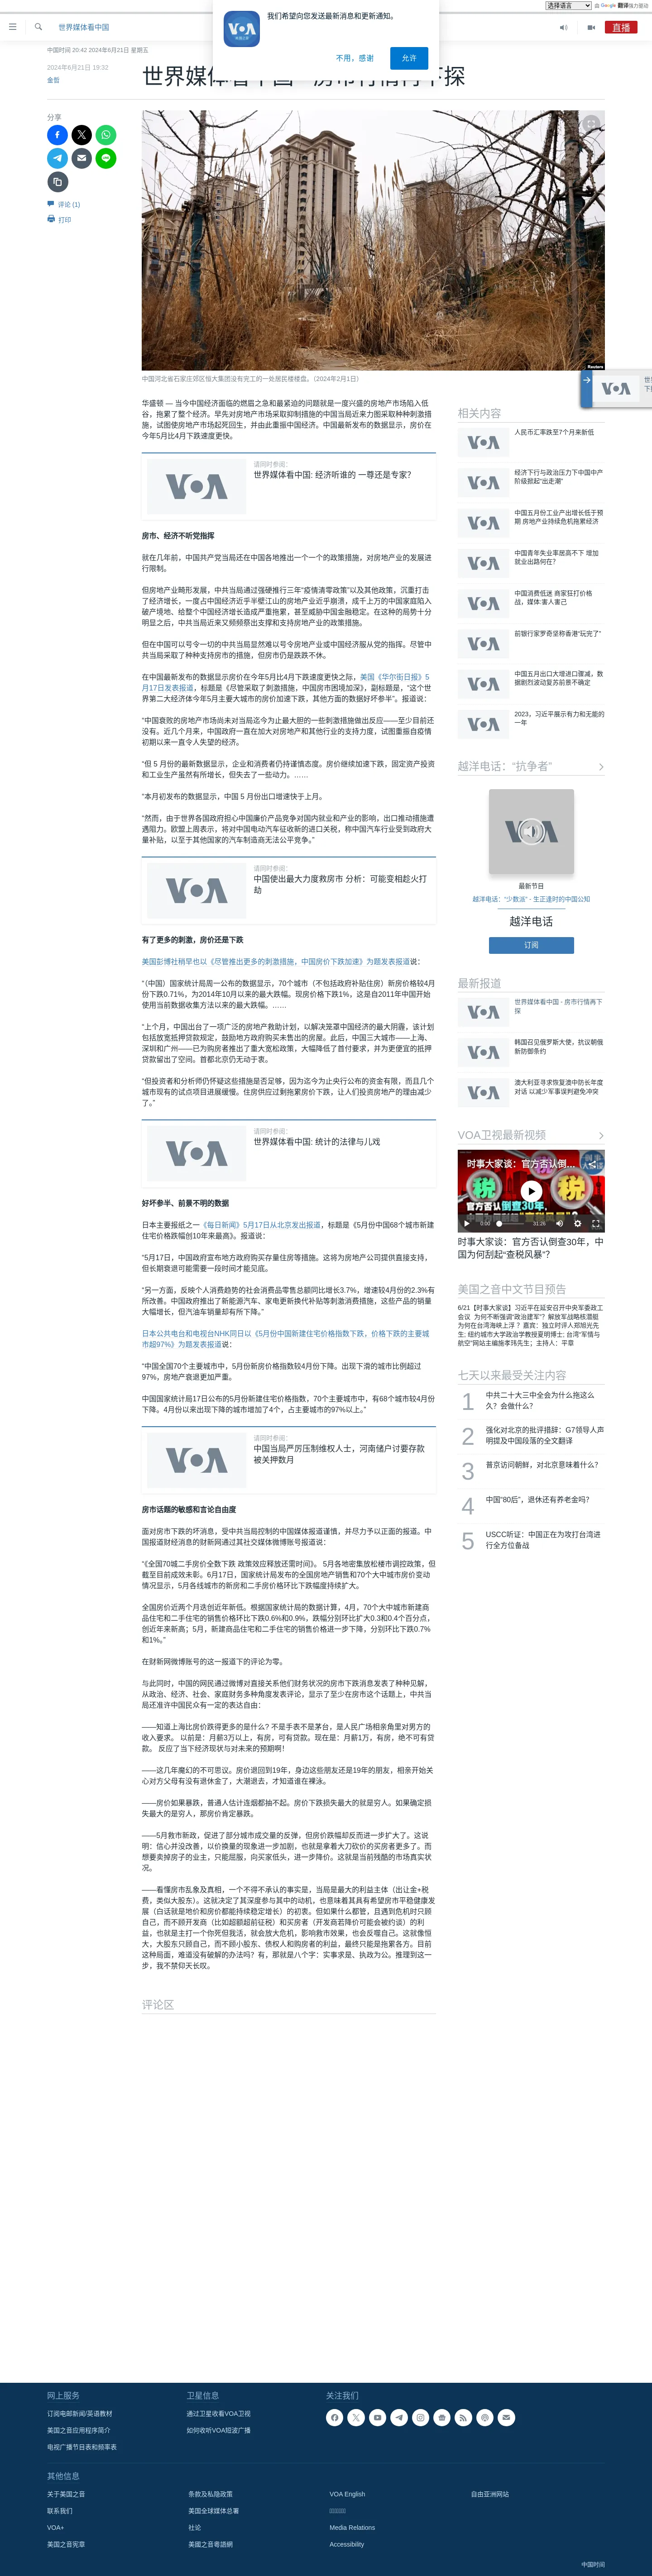 选择语言
由 Google 翻译强力驱动
世界媒体看中国
直播
我们希望向您发送最新消息和更新通知。
不用，感谢
允许
中国时间 20:42 2024年6月21日 星期五
2024年6月21日 19:32
金哲
分享
评论 (1)
打印
Reuters
中国河北省石家庄郊区恒大集团没有完工的一处居民楼楼盘。（2024年2月1日）
华盛顿 — 当今中国经济面临的燃眉之急和最紧迫的问题就是一度兴盛的房地产市场陷入低
谷，拖累了整个经济。早先对房地产市场采取抑制措施的中国当局近来力图采取种种刺激措
施，试图促使房地产市场起死回生，并由此重振中国经济。中国最新发布的数据显示，房价在
今年5月比4月下跌速度更快。
请同时参阅：
世界媒体看中国: 经济听谁的 一尊还是专家?
房市、经济不听党指挥
就在几年前，中国共产党当局还在中国各地推出一个一个的政策措施，对房地产业的发展进
行限制。
但房地产业畸形发展，中共当局通过强硬推行三年“疫情清零政策”以及其他政策，沉重打击
了经济增长，一度占中国经济近乎半壁江山的房地产业近乎崩溃，成千上万的中国家庭陷入
破产境地、给整个中国经济增长造成严重拖累，甚至威胁中国金融稳定。在这种的局势十分
明显之后，中共当局近来又频频祭出支撑和支持房地产业的政策措施。
但在中国可以号令一切的中共当局显然难以号令房地产业或中国经济服从党的指挥。尽管中
共当局采取了种种支持房市的措施，但房市仍是跌跌不休。
在中国最新发布的数据显示房价在今年5月比4月下跌速度更快之际，美国《华尔街日报》5
月17日发表报道，标题是《尽管采取了刺激措施，中国房市困境加深》，副标题是，“这个世
界第二大经济体今年5月主要大城市的房价加速下跌，其他方面的数据好坏参半”。报道说：
“中国衰败的房地产市场尚未对当局迄今为止最大胆的一些刺激措施做出反应——至少目前还
没有。近几个月来，中国政府一直在加大对房地产和其他行业的支持力度，试图重振自疫情
初期以来一直令人失望的经济。
“但 5 月份的最新数据显示，企业和消费者仍持谨慎态度。房价继续加速下跌，固定资产投资
和工业生产虽然有所增长，但失去了一些动力。……
“本月初发布的数据显示，中国 5 月份出口增速快于上月。
“然而，由于世界各国政府担心中国廉价产品竞争对国内就业和产业的影响，出口推动措施遭
遇阻力。欧盟上周表示，将对中国电动汽车征收新的进口关税，称中国汽车行业受到政府大
量补贴，以至于其他国家的汽车制造商无法公平竞争。”
请同时参阅：
中国使出最大力度救房市 分析：可能变相趁火打
劫
有了更多的刺激，房价还是下跌
美国彭博社稍早也以《尽管推出更多的刺激措施，中国房价下跌加速》为题发表报道说：
“（中国）国家统计局周一公布的数据显示，70个城市（不包括政府补贴住房）新房价格较4月
份下跌0.71%，为2014年10月以来的最大跌幅。现房价格下跌1%，这是自2011年中国开始
使用当前数据收集方法以来的最大跌幅。……
“上个月，中国出台了一项广泛的房地产救助计划，以解决笼罩中国经济的最大阴霾，该计划
包括放宽抵押贷款规定，鼓励地方政府购买未售出的房屋。此后，中国三大城市——上海、
深圳和广州——已为购房者推出了重大宽松政策，大幅降低了首付要求，并为更便宜的抵押
贷款留出了空间。首都北京仍无动于衷。
“但投资者和分析师仍怀疑这些措施是否足够，因为迄今为止央行公布的资金有限，而且几个
城市现有的试点项目进展缓慢。住房供应过剩拖累房价下跌，让人们投资房地产的理由减少
了。”
请同时参阅：
世界媒体看中国: 统计的法律与儿戏
好坏参半、前景不明的数据
日本主要报纸之一《每日新闻》5月17日从北京发出报道，标题是《5月份中国68个城市新建
住宅价格跌幅创10年来最高》。报道说：
“5月17日，中国政府宣布地方政府购买存量住房等措施。这将为房地产公司提供直接支持，
但长期衰退可能需要一段时间才能见底。
“另一方面，反映个人消费趋势的社会消费品零售总额同比增长3.7%，增速较4月份的2.3%有
所改善。中国政府推出了新能源汽车、家电更新换代补贴等刺激消费措施，这些产品的销量
大幅增长，但汽油车销量却有所下降。”
日本公共电台和电视台NHK同日以《5月份中国新建住宅价格指数下跌，价格下跌的主要城
市超97%》为题发表报道说：
“中国全国70个主要城市中，5月份新房价格指数较4月份下降。出现下滑的城市比例超过
97%，房地产衰退更加严重。
中国国家统计局17日公布的5月份新建住宅价格指数，70个主要城市中，有68个城市较4月份
下降。4月份以来出现下降的城市增加了4个，占主要城市的97%以上。”
请同时参阅：
中国当局严厉压制维权人士，河南储户讨要存款
被关押数月
房市话题的敏感和言论自由度
面对房市下跌的坏消息，受中共当局控制的中国媒体报道谨慎，并尽力予以正面的报道。中
国报道财经消息的财新网通过其社交媒体微博账号报道说：
“《全国70城二手房价全数下跌 政策效应释放还需时间》。 5月各地密集放松楼市调控政策，但
截至目前成效未彰。6月17日，国家统计局发布的全国房地产销售和70个大中城市房价变动
情况显示，5月各线城市的新房和二手房价格环比下跌幅度持续扩大。
全国房价近两个月迭创近年新低。根据国家统计局的数据计算，4月，70个大中城市新建商
品住宅和二手住宅的销售价格环比下跌0.6%和0.9%，跌幅分别环比扩大0.3和0.4个百分点，
创近年来新高；5月，新建商品住宅和二手住宅的销售价格进一步下降，分别环比下跌0.7%
和1%。”
在财新网微博账号的这一报道下的评论为零。
与此同时，中国的网民通过微博对直接关系他们财务状况的房市下跌消息发表了种种见解，
从政治、经济、社会、家庭财务多种角度发表评论，显示了至少在房市这个话题上，中共当
局还准许中国民众有一定的表达自由：
——知道上海比房价跌得更多的是什么? 不是手表不是茅台，是人民广场相亲角里对男方的
收入要求。 以前是：月薪3万以上，有房，可有贷款。现在是：月薪1万，有房，绝不可有贷
款。 反应了当下经济现状与对未来的预期啊!
——这几年魔幻的不可思议。房价退回到19年，身边这些朋友还是19年的朋友，相亲开始关
心对方父母有没有退休金了，大潮退去，才知道谁在裸泳。
——房价如果暴跌，普通人估计连烟都抽不起。房价下跌损失最大的就是穷人。如果确定损
失最大的是穷人，那房价肯定暴跌。
——5月救市新政，促进了部分城市成交量的反弹，但房价跌幅却反而进一步扩大了。这说
明：信心并没改善，以价换量的现象进一步加剧，也就是拿着大刀砍价的买房者更多了。而
想要卖掉房子的业主，只能屈服，向买家低头，进一步降价。这就是当前残酷的市场真实状
况。
——看懂房市乱象及真相，一个不得不承认的事实是，当局是最大的利益主体（出让金+税
费，类似大股东）。这就决定了其深度参与其中的动机，也意味着其有具有希望房市平稳健康发
展（白话就是地价和房价都能持续稳定增长）的初衷。但如果什么都管，且遇到危机时只顾
自己，而不顾开发商（比如超额超前征税）和买房者（开发商若降价可能会被约谈）的利
益，也就是主打一个你死但我活，就会放大危机，影响救市效果，也会反噬自己。这就像恒
大，大股东只顾自己，而不顾小股东、债权人和购房者的利益，最终只能是拖累各方。目前
这种局面，难道没有破解的办法吗？有，那就是八个字：实事求是、执政为公。推理到这一
步，我不禁仰天长叹。
评论区
相关内容
人民币汇率跌至7个月来新低
经济下行与政治压力下中国中产
阶级掀起“出走潮”
中国五月份工业产出增长低于预
期 房地产业持续危机拖累经济
中国青年失业率居高不下 增加
就业出路何在?
中国消费低迷 商家狂打价格
战，媒体:害人害己
前银行家罗奇坚称香港“玩完了”
中国五月出口大增进口骤减，数
据剧烈波动复苏前景不确定
2023，习近平展示有力和无能的
一年
越洋电话：“抗争者”
最新节目
越洋电话：“少数派” - 生正逢时的中国公知
越洋电话
订阅
最新报道
世界媒体看中国 - 房市行情再下
探
韩国召见俄罗斯大使，抗议朝俄
新防御条约
澳大利亚寻求恢复澳中防长年度
对话 以减少军事误判避免冲突
VOA卫视最新视频
时事大家谈：官方否认倒…
0:00
31:26
时事大家谈：官方否认倒查30年，中
国为何刮起“查税风暴”？
美国之音中文节目预告
6/21【时事大家谈】习近平在延安召开中央军委政工
会议 为何不断强调“政治建军”？解放军战略核潜艇
为何在台湾海峡上浮 ？ 嘉宾：独立时评人郑旭光先
生; 纽约城市大学政治学教授夏明博士; 台湾“军情与
航空”网站主编施孝玮先生；主持人：平章
七天以来最受关注内容
1 中共二十大三中全会为什么拖这么
久？会做什么？
2 强化对北京的批评措辞：G7领导人声
明提及中国段落的全文翻译
3 普京访问朝鲜，对北京意味着什么?
4 中国“80后”，退休还有养老金吗？
5 USCC听证：中国正在为攻打台湾进
行全方位备战
网上服务
订阅电邮新闻/英语教材
美国之音应用程序简介
电视广播节目表和频率表
卫星信息
通过卫星收看VOA卫视
如何收听VOA短波广播
关注我们
其他信息
关于美国之音
联系我们
VOA+
美国之音宪章
条款及私隐政策
美国全球媒体总署
社论
美國之音粵語網
VOA English
Media Relations
Accessibility
自由亚洲网站
中国时间